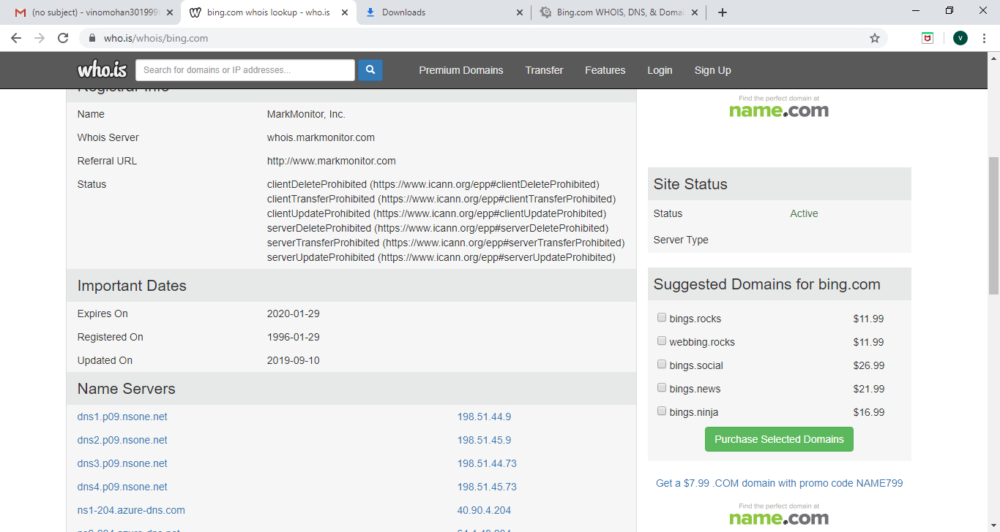 (no subject) - vinomohan301999
bing.com whois lookup - who.is
Downloads
Bing.com WHOIS, DNS, & Domai
who.is/whois/bing.com
V
who.is
Search for domains or IP addresses...
Premium Domains
Transfer
Features
Login
Sign Up
Registrar Info
Name MarkMonitor, Inc.
Whois Server whois.markmonitor.com
Referral URL http://www.markmonitor.com
Status clientDeleteProhibited (https://www.icann.org/epp#clientDeleteProhibited)
clientTransferProhibited (https://www.icann.org/epp#clientTransferProhibited)
clientUpdateProhibited (https://www.icann.org/epp#clientUpdateProhibited)
serverDeleteProhibited (https://www.icann.org/epp#serverDeleteProhibited)
serverTransferProhibited (https://www.icann.org/epp#serverTransferProhibited)
serverUpdateProhibited (https://www.icann.org/epp#serverUpdateProhibited)
Important Dates
Expires On 2020-01-29
Registered On 1996-01-29
Updated On 2019-09-10
Name Servers
dns1.p09.nsone.net 198.51.44.9
dns2.p09.nsone.net 198.51.45.9
dns3.p09.nsone.net 198.51.44.73
dns4.p09.nsone.net 198.51.45.73
ns1-204.azure-dns.com 40.90.4.204
Find the perfect domain at
name.com
Site Status
Status Active
Server Type
Suggested Domains for bing.com
bings.rocks $11.99
webbing.rocks $11.99
bings.social $26.99
bings.news $21.99
bings.ninja $16.99
Purchase Selected Domains
Get a $7.99 .COM domain with promo code NAME799
Find the perfect domain at
name.com